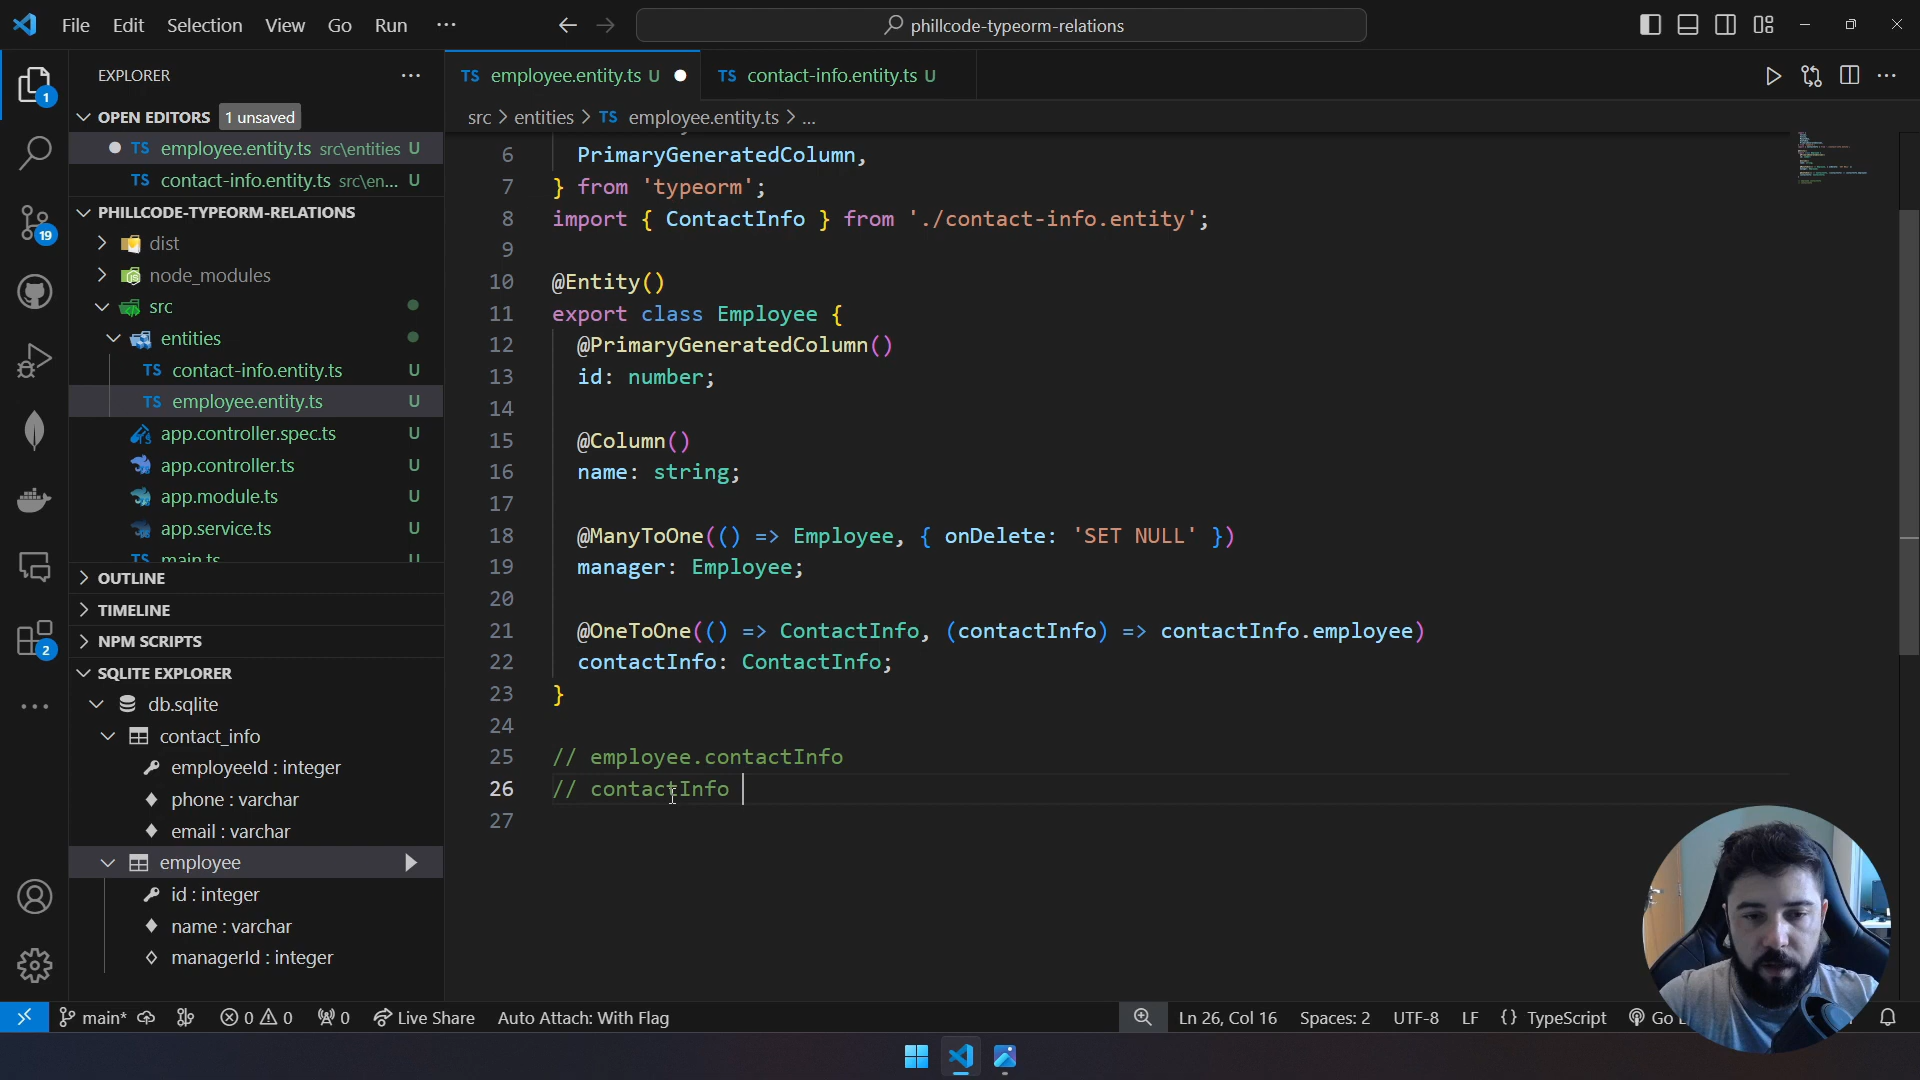 File Edit Selection View Go Run ··· phillcode-typeorm-relations
EXPLORER
OPEN EDITORS 1 unsaved
TS employee.entity.ts src\entities U
TS contact-info.entity.ts src\en... U
PHILLCODE-TYPEORM-RELATIONS
dist
node_modules
src
entities
TS contact-info.entity.ts U
TS employee.entity.ts U
app.controller.spec.ts U
app.controller.ts U
app.module.ts U
app.service.ts U
TS main.ts U
OUTLINE
TIMELINE
NPM SCRIPTS
SQLITE EXPLORER
db.sqlite
contact_info
employeeId : integer
phone : varchar
email : varchar
employee
id : integer
name : varchar
managerId : integer
1
19
2
TS employee.entity.ts U TS contact-info.entity.ts U
src > entities > TS employee.entity.ts > ...
6 PrimaryGeneratedColumn,
7 } from 'typeorm';
8 import { ContactInfo } from './contact-info.entity';
9
10 @Entity()
11 export class Employee {
12 @PrimaryGeneratedColumn()
13 id: number;
14
15 @Column()
16 name: string;
17
18 @ManyToOne(() => Employee, { onDelete: 'SET NULL' })
19 manager: Employee;
20
21 @OneToOne(() => ContactInfo, (contactInfo) => contactInfo.employee)
22 contactInfo: ContactInfo;
23 }
24
25 // employee.contactInfo
26 // contactInfo
27
main* 0 0 0 Live Share Auto Attach: With Flag Ln 26, Col 16 Spaces: 2 UTF-8 LF {} TypeScript Go